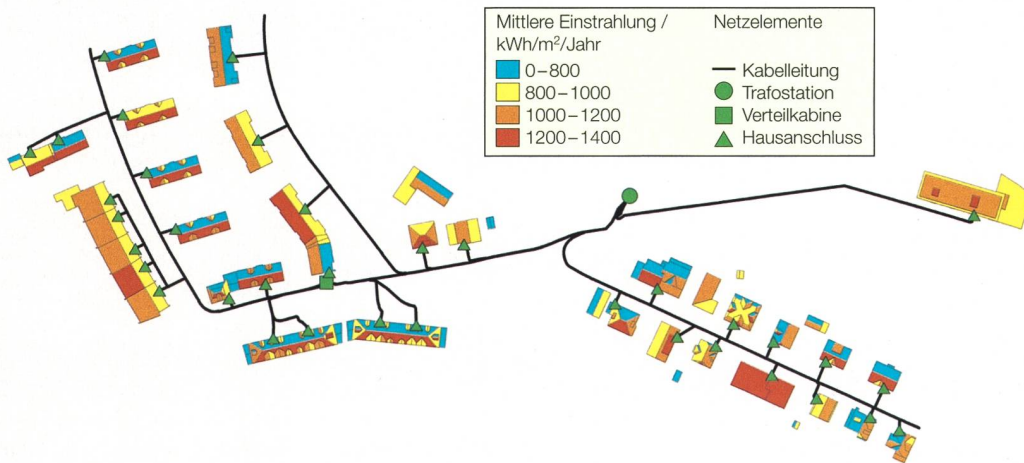 Mittlere Einstrahlung /
kWh/m²/Jahr
0–800
800–1000
1000–1200
1200–1400
Netzelemente
Kabelleitung
Trafostation
Verteilkabine
Hausanschluss